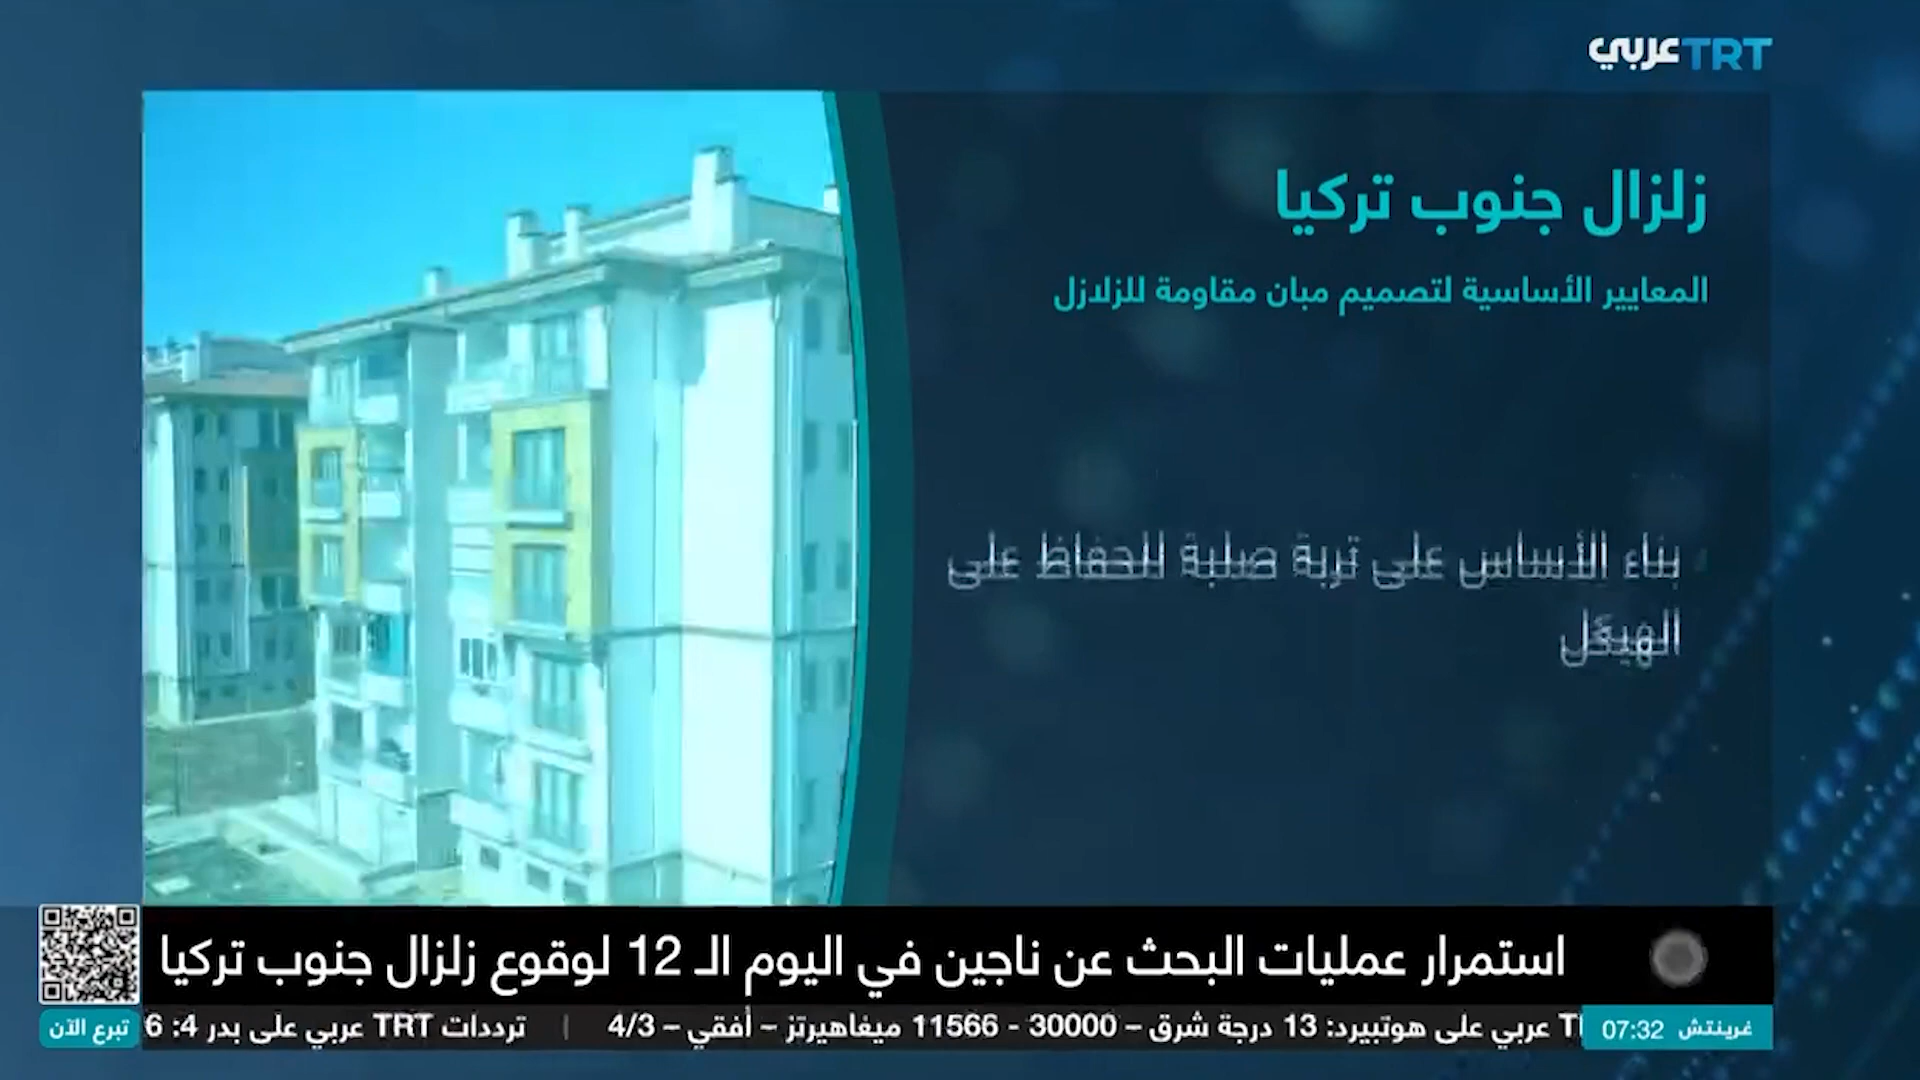 TRT عربي
زلزال جنوب تركيا
المعايير الأساسية لتصميم مبان مقاومة للزلازل
بناء الأساس على تربة صلبة للحفاظ على
الهيكل
استمرار عمليات البحث عن ناجين في اليوم الـ 12 لوقوع زلزال جنوب تركيا
غرينتش 07:32
عربي على هوتبيرد: 13 درجة شرق – 30000 - 11566 ميغاهيرتز – أفقي – 4/3 | ترددات TRT عربي على بدر 4: 6
تبرع الآن